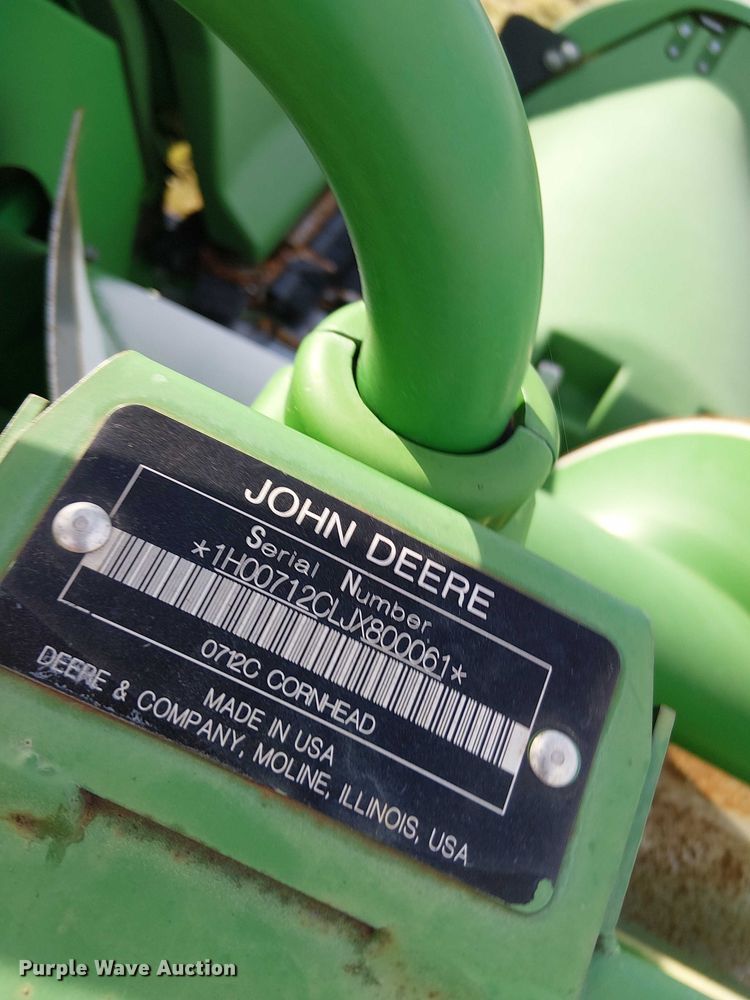 JOHN DEERE
Serial Number
*1H00712CLJX800061*
0712C CORNHEAD
MADE IN USA
DEERE & COMPANY, MOLINE, ILLINOIS, USA
Purple Wave Auction